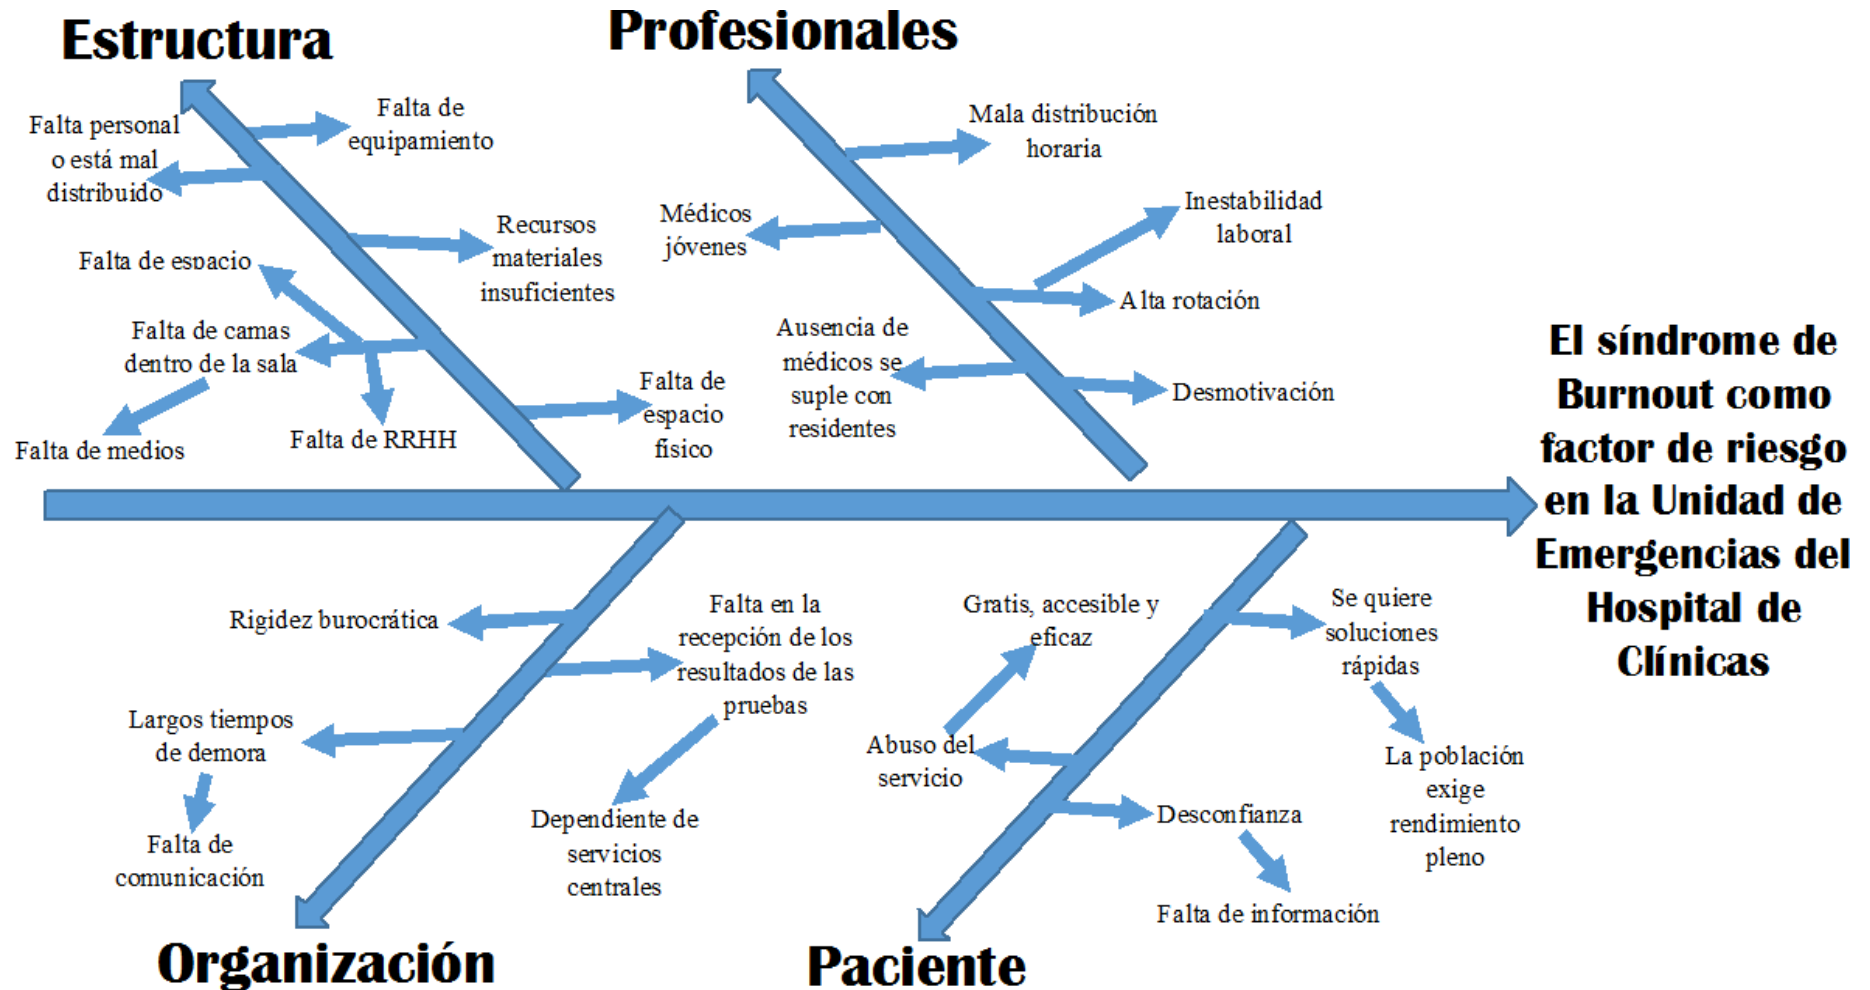 Estructura
Falta de
equipamiento
Falta personal
o está mal
distribuido
Recursos
materiales
insuficientes
Falta de espacio
Falta de camas
dentro de la sala
Falta de medios
Falta de RRHH
Falta de
espacio
físico
Profesionales
Mala distribución
horaria
Médicos
jóvenes
Inestabilidad
laboral
Alta rotación
Ausencia de
médicos se
suple con
residentes
Desmotivación
El síndrome de
Burnout como
factor de riesgo
en la Unidad de
Emergencias del
Hospital de
Clínicas
Rigidez burocrática
Falta en la
recepción de los
resultados de las
pruebas
Largos tiempos
de demora
Falta de
comunicación
Dependiente de
servicios
centrales
Organización
Gratis, accesible y
eficaz
Se quiere
soluciones
rápidas
Abuso del
servicio
La población
exige
rendimiento
pleno
Desconfianza
Falta de información
Paciente